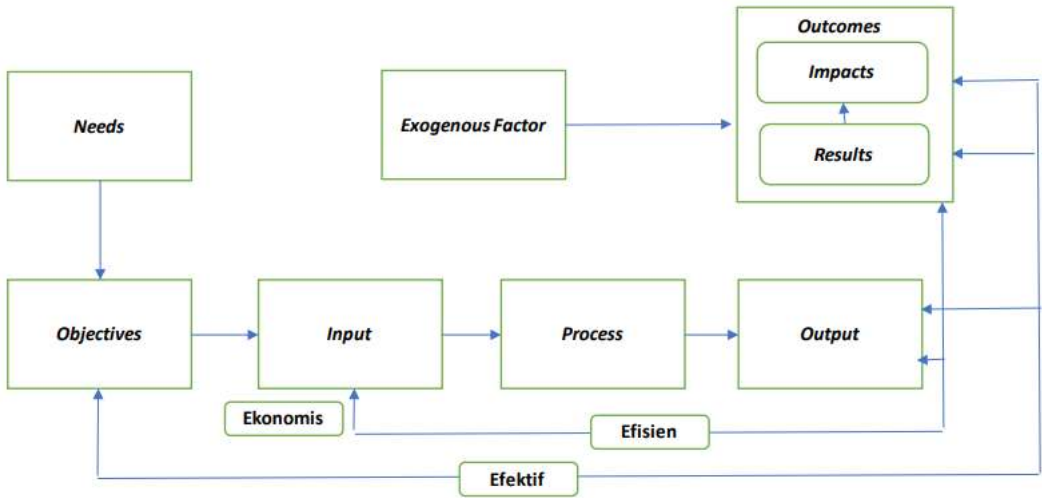 Outcomes
Impacts
Needs
Exogenous Factor
Results
Objectives
Input
Process
Output
Ekonomis
Efisien
Efektif